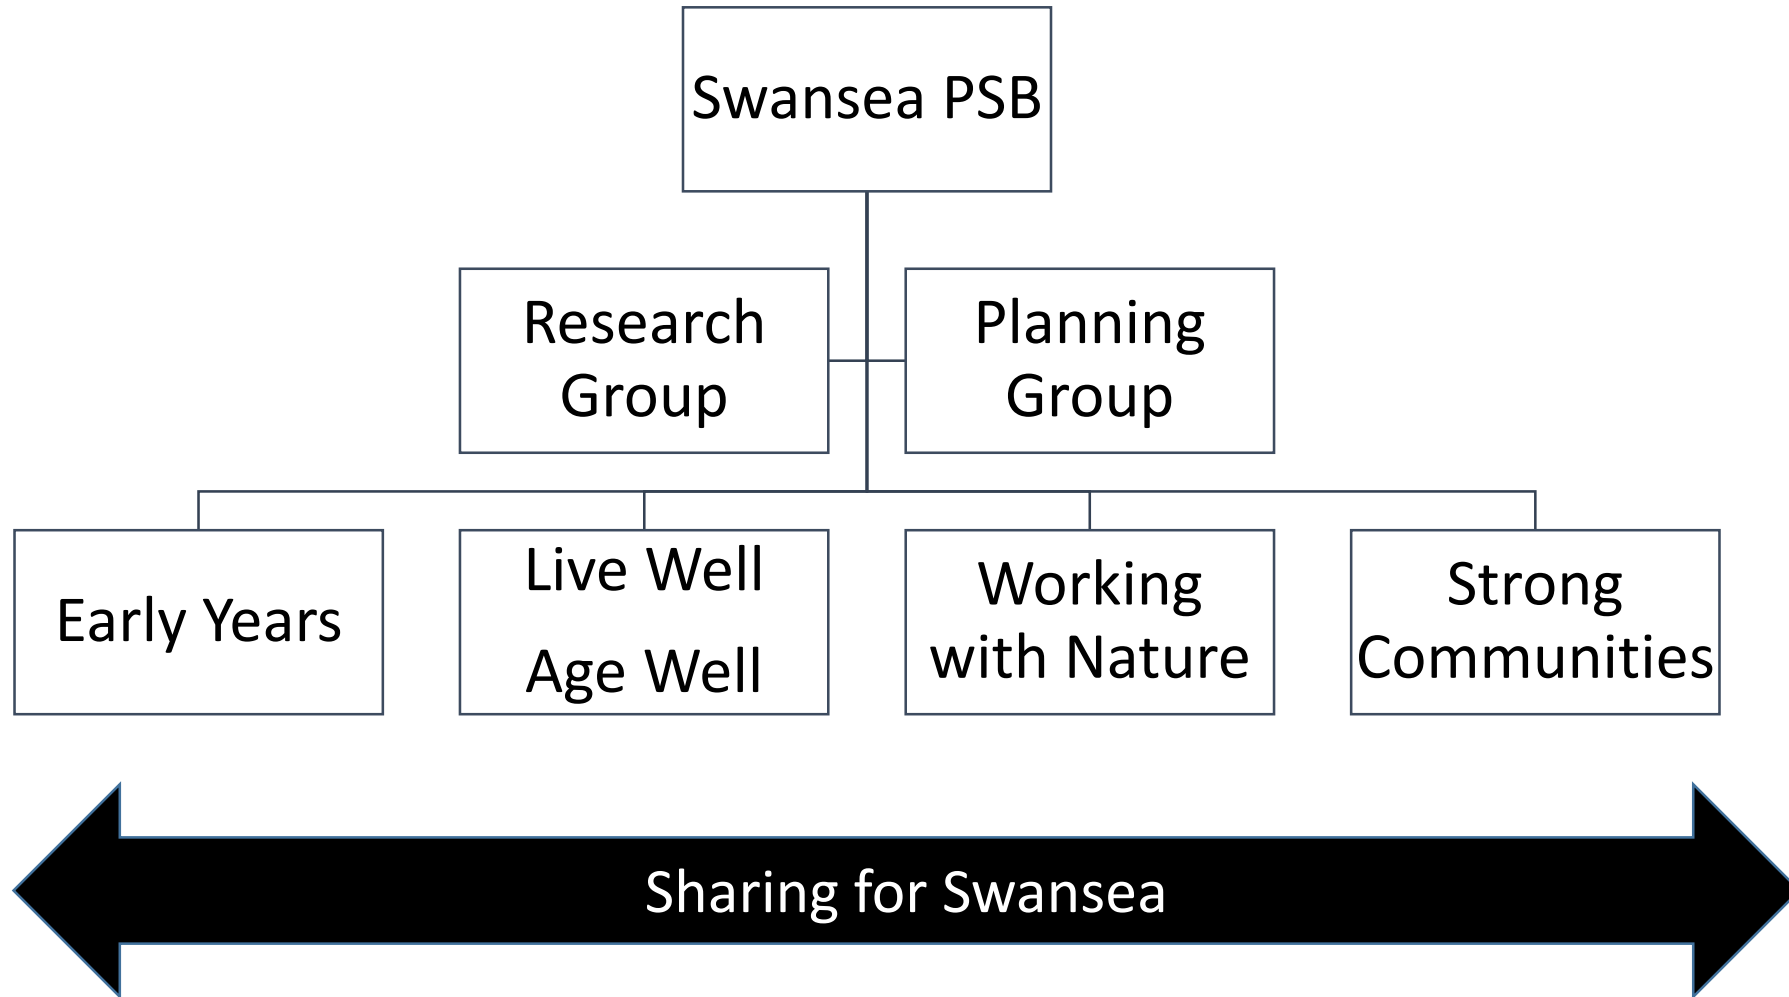 Swansea PSB
Research
Group
Planning
Group
Early Years
Live Well
Age Well
Working
with Nature
Strong
Communities
Sharing for Swansea